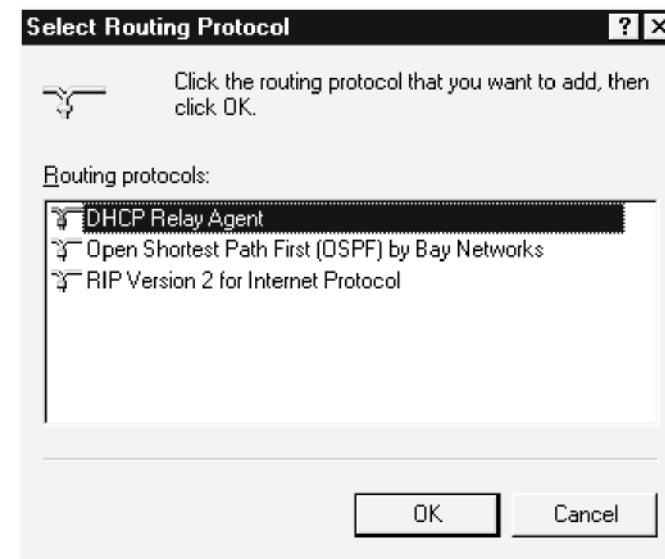 Select Routing Protocol
Click the routing protocol that you want to add, then
click OK.
Routing protocols:
DHCP Relay Agent
Open Shortest Path First (OSPF) by Bay Networks
RIP Version 2 for Internet Protocol
OK Cancel